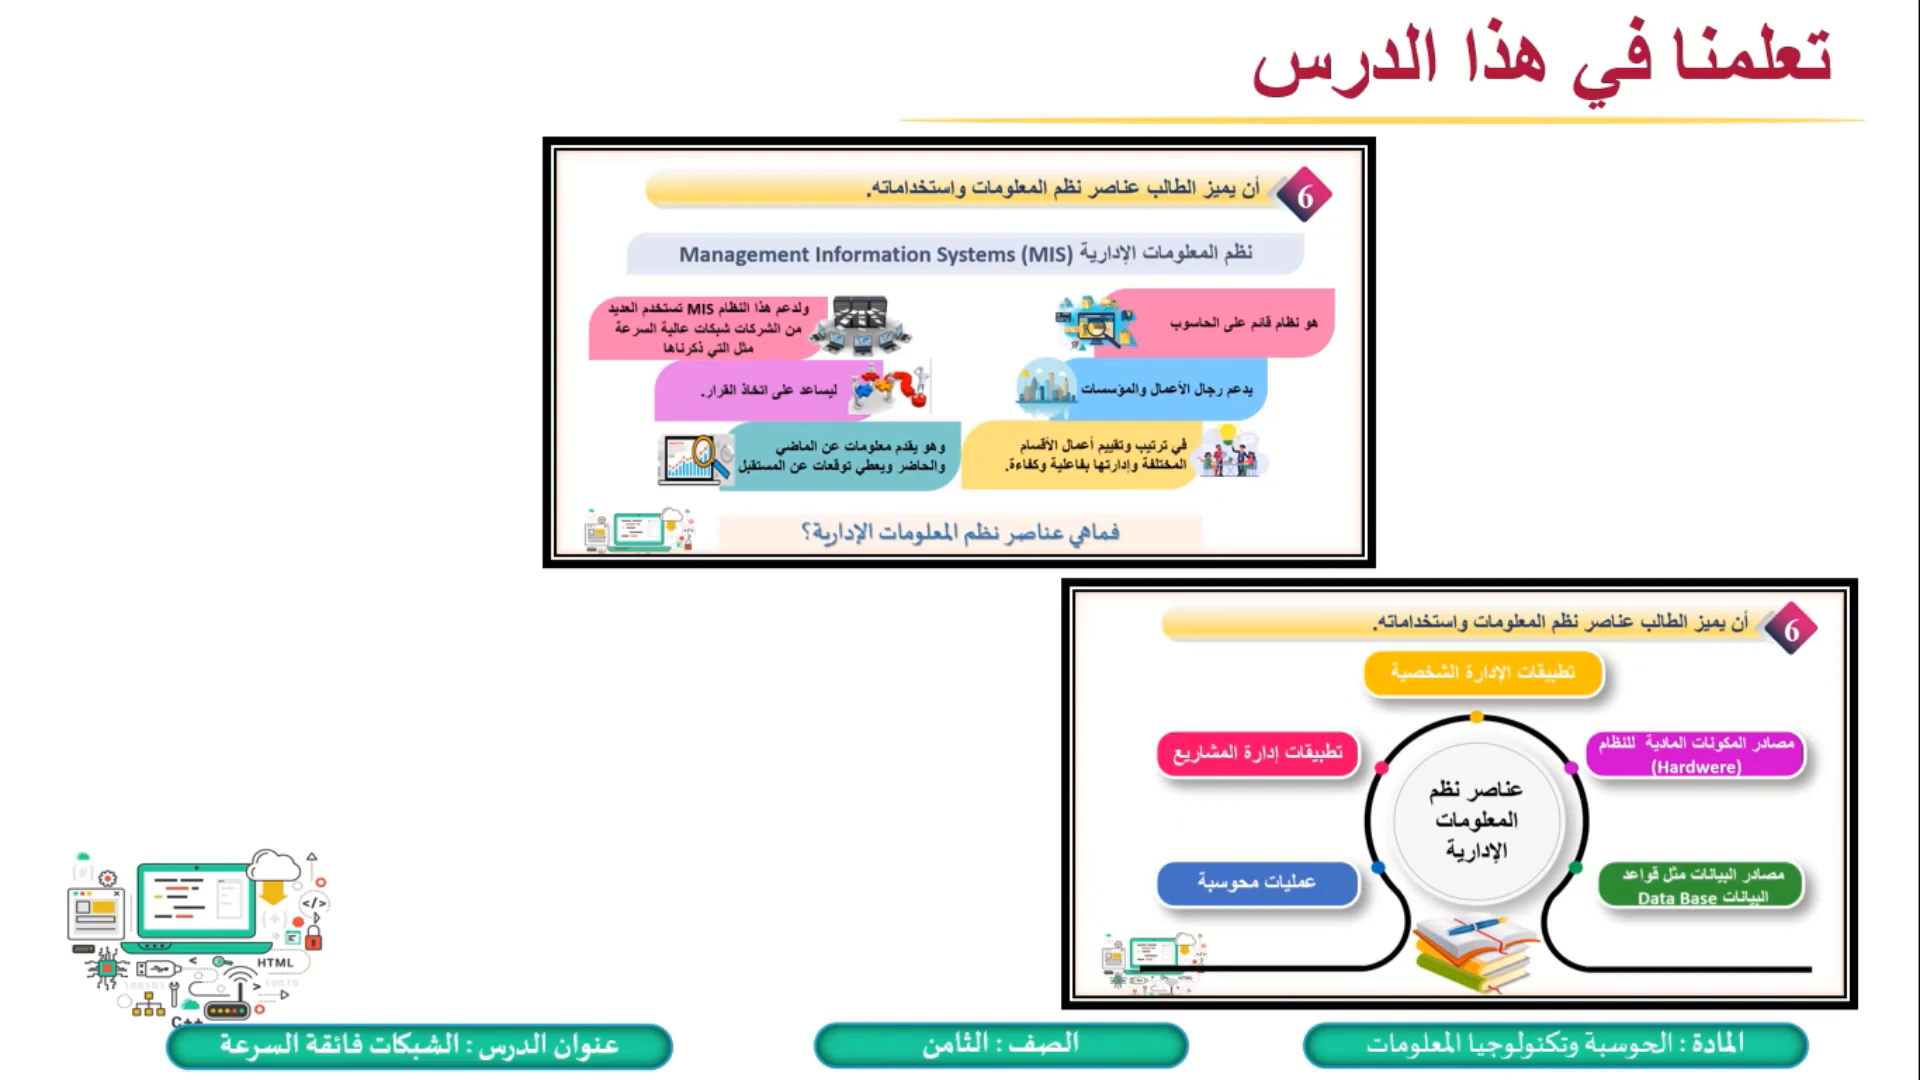 تعلمنا في هذا الدرس
6
أن يميز الطالب عناصر نظم المعلومات واستخداماته.
نظم المعلومات الإدارية Management Information Systems (MIS)
هو نظام قائم على الحاسوب
يدعم رجال الأعمال والمؤسسات
في ترتيب وتقييم أعمال الأقسام
المختلفة وإدارتها بفاعلية وكفاءة.
ولدعم هذا النظام MIS تستخدم العديد
من الشركات شبكات عالية السرعة
مثل التي ذكرناها
ليساعد على اتخاذ القرار.
وهو يقدم معلومات عن الماضي
والحاضر ويعطي توقعات عن المستقبل
فماهي عناصر نظم المعلومات الإدارية؟
6
أن يميز الطالب عناصر نظم المعلومات واستخداماته.
تطبيقات الإدارة الشخصية
مصادر المكونات المادية للنظام
(Hardwere)
تطبيقات إدارة المشاريع
عناصر نظم
المعلومات
الإدارية
مصادر البيانات مثل قواعد
البيانات Data Base
عمليات محوسبة
HTML
C++
المادة : الحوسبة وتكنولوجيا المعلومات
الصف : الثامن
عنوان الدرس : الشبكات فائقة السرعة